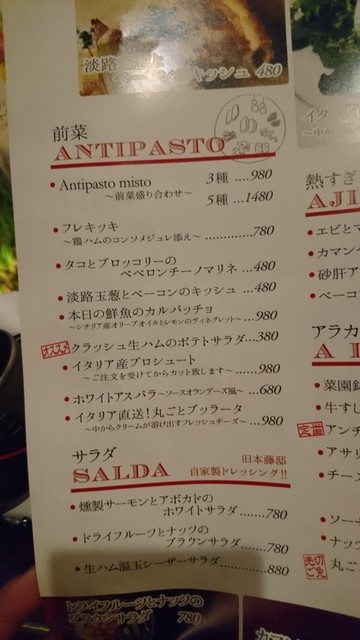 淡路
キッシュ 480
前菜
ANTIPASTO
• Antipasto misto 3種 ....980
～前菜盛り合わせ～ 5種 ...1480
• フレキッキ
～鶏ハムのコンソメジュレ添え～ ............780
• タコとブロッコリーの
ペペロンチーノマリネ ...480
• 淡路玉葱とベーコンのキッシュ ....480
• 本日の鮮魚のカルパッチョ
～シチリア産オリーブオイルとレモンのヴィネグレット～ ...980
オススメ クラッシュ生ハムのポテトサラダ...380
• イタリア産プロシュート
～ご注文を受けてからカット致します～ ......980
• ホワイトアスパラ～ソースオランデーズ風～ ...680
• イタリア直送！丸ごとブッラータ
～中からクリームが溶け出すフレッシュチーズ～ ...980
サラダ
SALDA
旧本藤邸
自家製ドレッシング!!
• 燻製サーモンとアボカドの
ホワイトサラダ.......780
• ドライフルーツとナッツの
ブラウンサラダ.......780
• 生ハム温玉シーザーサラダ...........880
ドライフルーツとナッツの
ブラウンサラダ 780
熱すぎ
AJI
• エビとマ
• カマン
• 砂肝ア
• ベーコ
アラカ
A
• 菜園
• 牛すじ
定番 アンチ
• アサリ
• チーズ
• ソー
• ナッ
売切ご免 丸ご